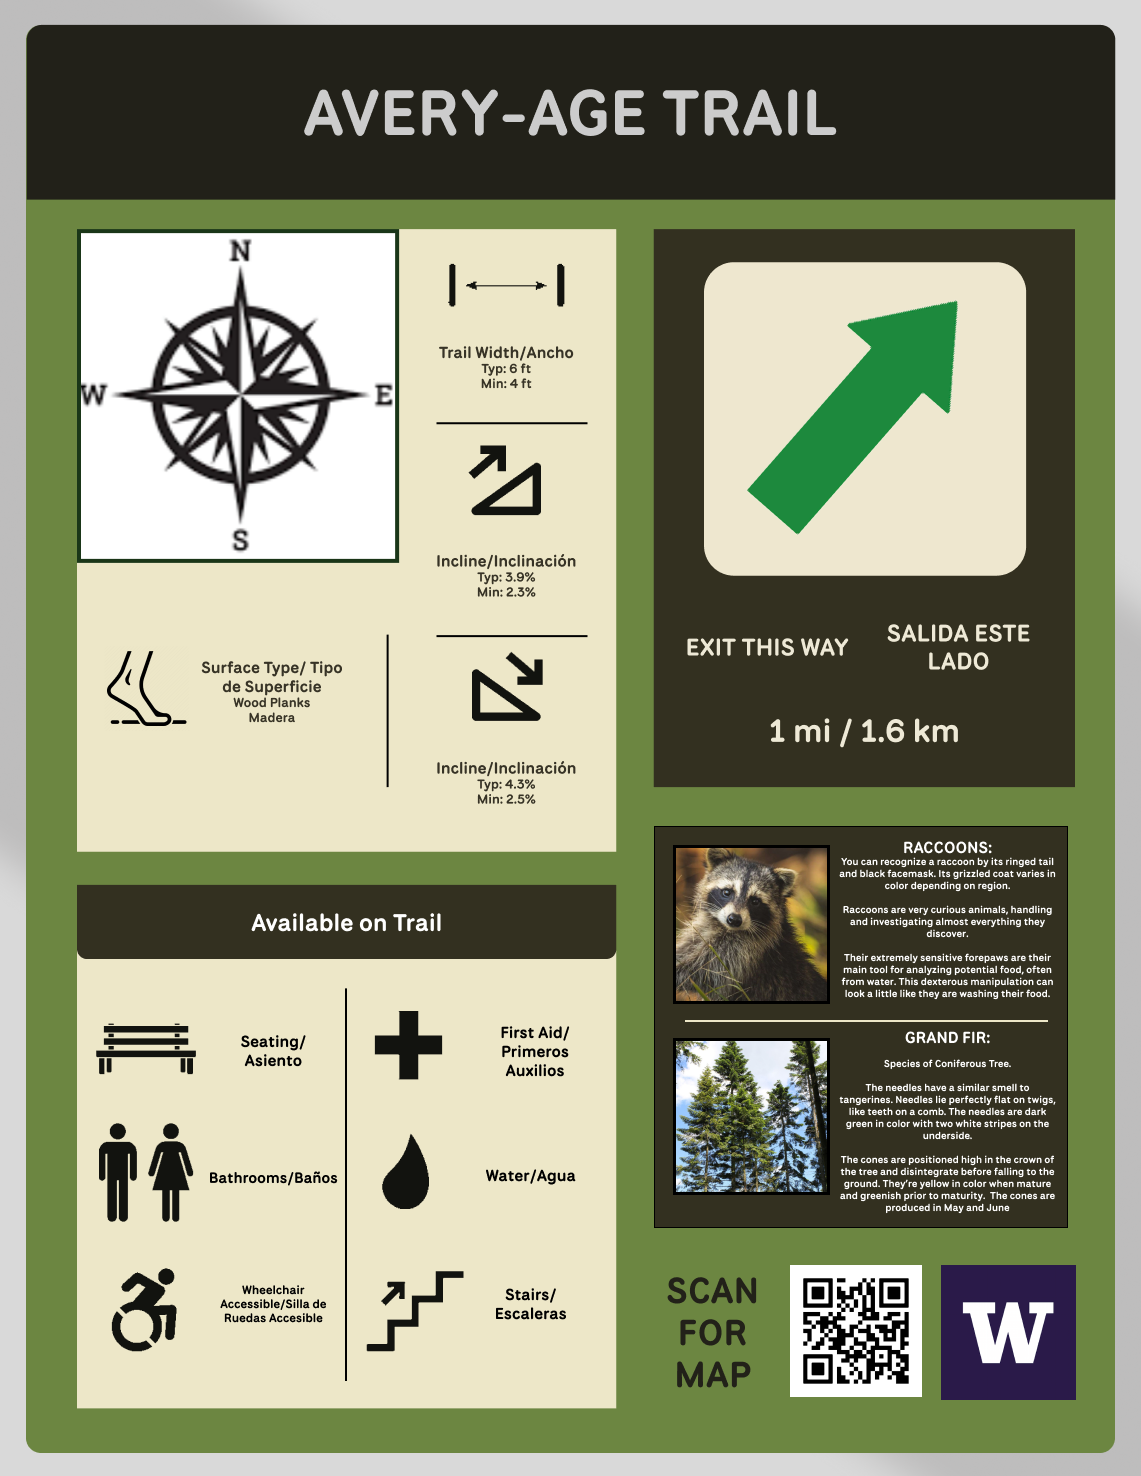 AVERY-AGE TRAIL
N
W
E
S
Trail Width/Ancho
Typ: 6 ft
Min: 4 ft
Incline/Inclinación
Typ: 3.9%
Min: 2.3%
Surface Type/ Tipo
de Superficie
Wood Planks
Madera
Incline/Inclinación
Typ: 4.3%
Min: 2.5%
EXIT THIS WAY
SALIDA ESTE
LADO
1 mi / 1.6 km
Available on Trail
Seating/
Asiento
First Aid/
Primeros
Auxilios
Bathrooms/Baños
Water/Agua
Wheelchair
Accessible/Silla de
Ruedas Accesible
Stairs/
Escaleras
RACCOONS:
You can recognize a raccoon by its ringed tail
and black facemask. Its grizzled coat varies in
color depending on region.
Raccoons are very curious animals, handling
and investigating almost everything they
discover.
Their extremely sensitive forepaws are their
main tool for analyzing potential food, often
from water. This dexterous manipulation can
look a little like they are washing their food.
GRAND FIR:
Species of Coniferous Tree.
The needles have a similar smell to
tangerines. Needles lie perfectly flat on twigs,
like teeth on a comb. The needles are dark
green in color with two white stripes on the
underside.
The cones are positioned high in the crown of
the tree and disintegrate before falling to the
ground. They're yellow in color when mature
and greenish prior to maturity.  The cones are
produced in May and June
SCAN
FOR
MAP
W